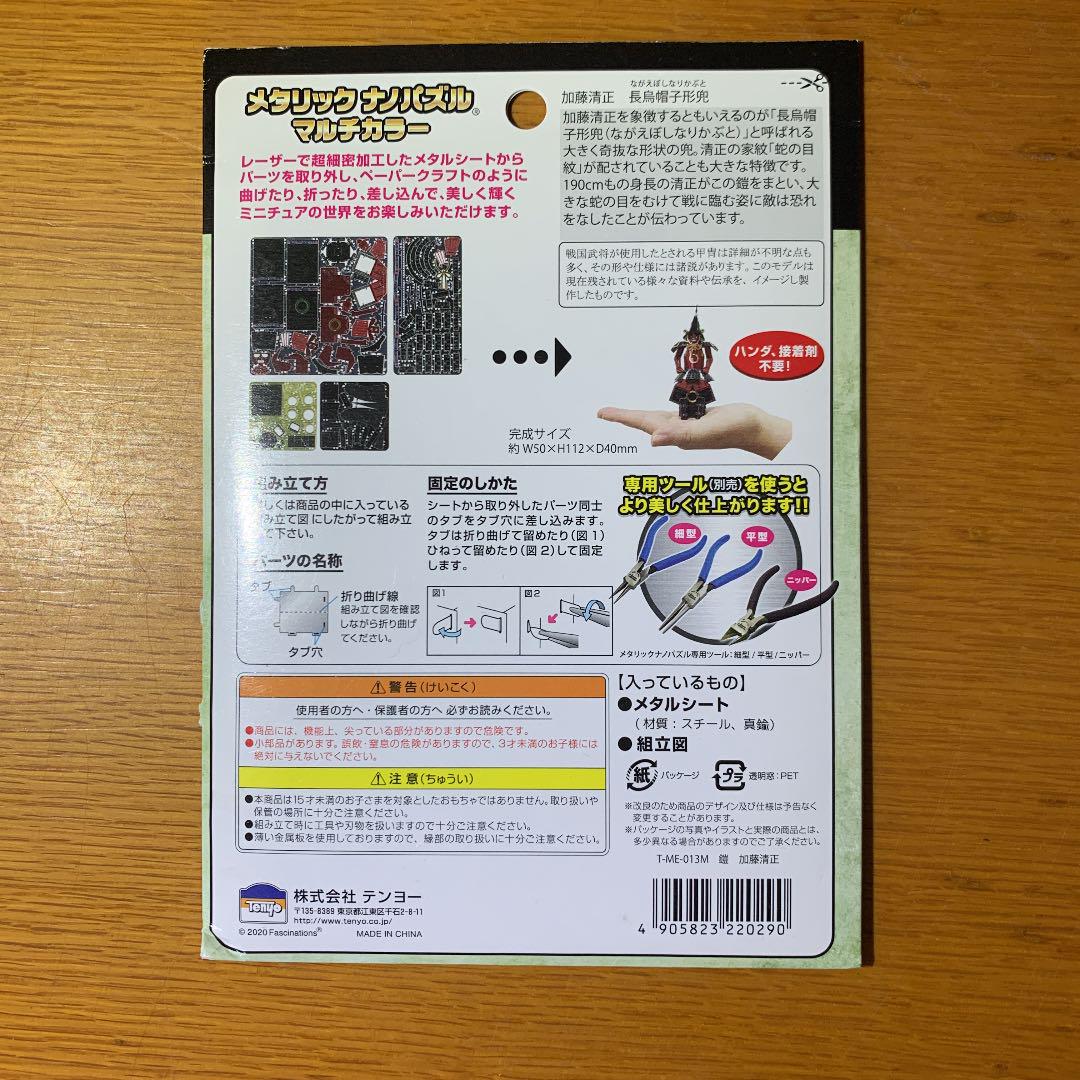 メタリック ナノパズル®
マルチカラー
レーザーで超細密加工したメタルシートから
パーツを取り外し、ペーパークラフトのように
曲げたり、折ったり、差し込んで、美しく輝く
ミニチュアの世界をお楽しみいただけます。
ながえぼしなりかぶと
加藤清正 長烏帽子形兜
加藤清正を象徴するともいえるのが「長烏帽
子形兜（ながえぼしなりかぶと）」と呼ばれる
大きく奇抜な形状の兜。清正の家紋「蛇の目
紋」が配されていることも大きな特徴です。
190cmもの身長の清正がこの鎧をまとい、大
きな蛇の目をむけて戦に臨む姿に敵は恐れ
をなしたことが伝わっています。
戦国武将が使用したとされる甲冑は詳細が不明な点も
多く、その形や仕様には諸説があります。このモデルは
現在残されている様々な資料や伝承を、イメージし製
作したものです。
ハンダ、接着剤
不要！
完成サイズ
約 W50×H112×D40mm
組み立て方
しくは商品の中に入っている
み立て図にしたがって組み立
て下さい。
パーツの名称
タブ
折り曲げ線
組み立て図を確認
しながら折り曲げ
てください。
タブ穴
固定のしかた
シートから取り外したパーツ同士
のタブをタブ穴に差し込みます。
タブは折り曲げて留めたり（図1）
ひねって留めたり（図2）して固定
します。
図1
図2
専用ツール（別売）を使うと
より美しく仕上がります!!
細型
平型
ニッパー
メタリックナノパズル専用ツール：細型 / 平型 / ニッパー
⚠警告（けいこく）
使用者の方へ・保護者の方へ 必ずお読みください。
●商品には、機能上、尖っている部分がありますので危険です。
●小部品があります。誤飲・窒息の危険がありますので、3才未満のお子様には
絶対に与えないでください。
⚠注意（ちゅうい）
●本商品は15才未満のお子さまを対象としたおもちゃではありません。取り扱いや
保管の場所に十分ご注意ください。
●組み立て時に工具や刃物を扱いますので十分ご注意ください。
●薄い金属板を使用しておりますので、縁部の取り扱いに十分ご注意ください。
【入っているもの】
●メタルシート
（材質：スチール、真鍮）
●組立図
紙 パッケージ
プラ 透明窓：PET
※改良のため商品のデザイン及び仕様は予告なく
変更することがあります。
※パッケージの写真やイラストと実際の商品とは、
多少異なる場合がありますのでご了承ください。
T-ME-013M 鎧 加藤清正
Tenyo
株式会社 テンヨー
〒135-8389 東京都江東区千石2-8-11
http://www.tenyo.co.jp/
© 2020 Fascinations® MADE IN CHINA
4 905823 220290